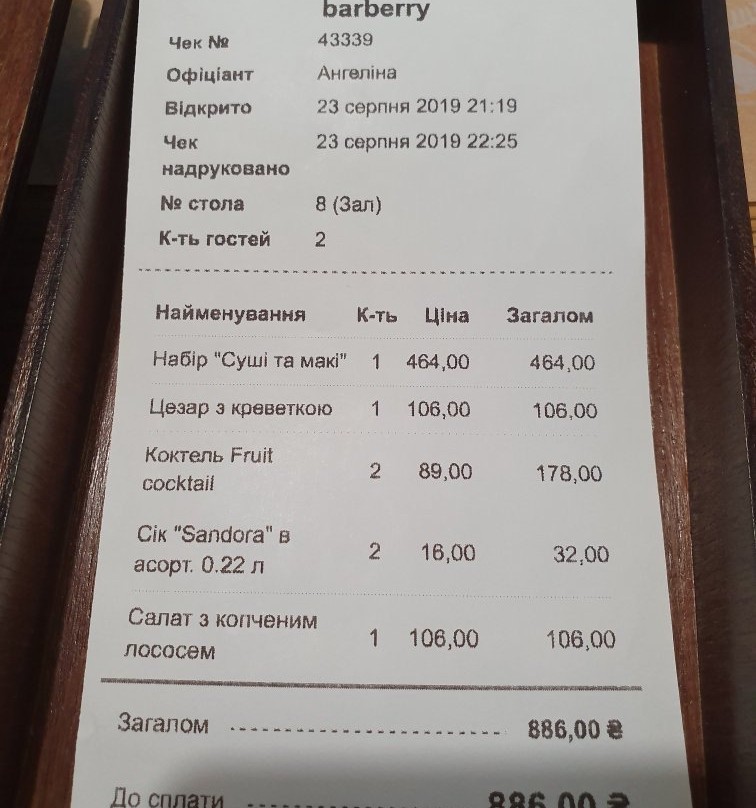 barberry
Чек № 43339
Офіціант Ангеліна
Відкрито 23 серпня 2019 21:19
Чек 23 серпня 2019 22:25
надруковано
№ стола 8 (Зал)
К-ть гостей 2
Найменування К-ть Ціна Загалом
Набір "Суші та макі" 1 464,00 464,00
Цезар з креветкою 1 106,00 106,00
Коктель Fruit
cocktail 2 89,00 178,00
Сік "Sandora" в
асорт. 0.22 л 2 16,00 32,00
Салат з копченим
лососем 1 106,00 106,00
Загалом 886,00 ₴
До сплати 886,00 ₴